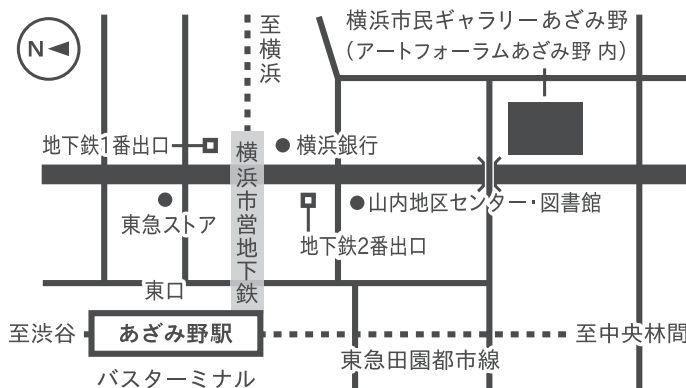 横浜市民ギャラリーあざみ野
（アートフォーラムあざみ野 内）
至横浜
N
地下鉄1番出口
横浜銀行
横浜市営地下鉄
山内地区センター・図書館
東急ストア
地下鉄2番出口
東口
至渋谷
あざみ野駅
至中央林間
東急田園都市線
バスターミナル